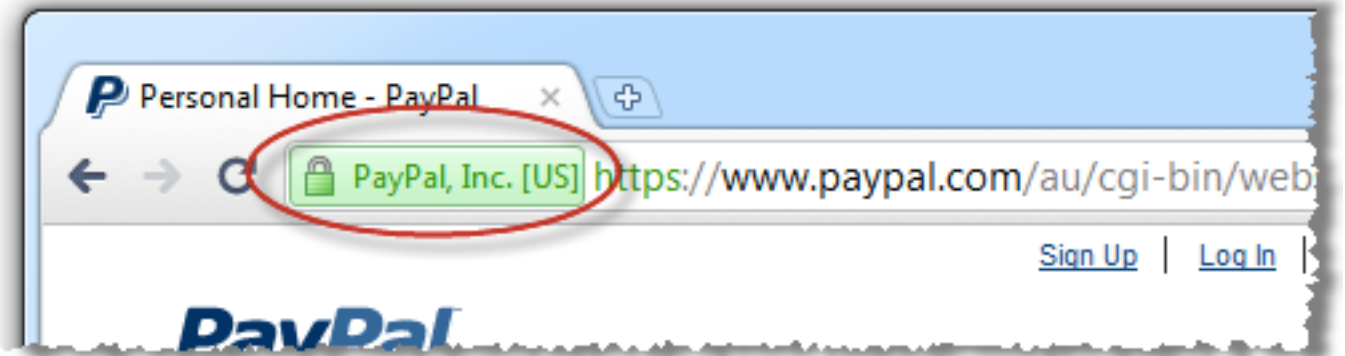 Personal Home - PayPal
PayPal, Inc. [US] https://www.paypal.com/au/cgi-bin/web
Sign Up | Log In |
PayPal